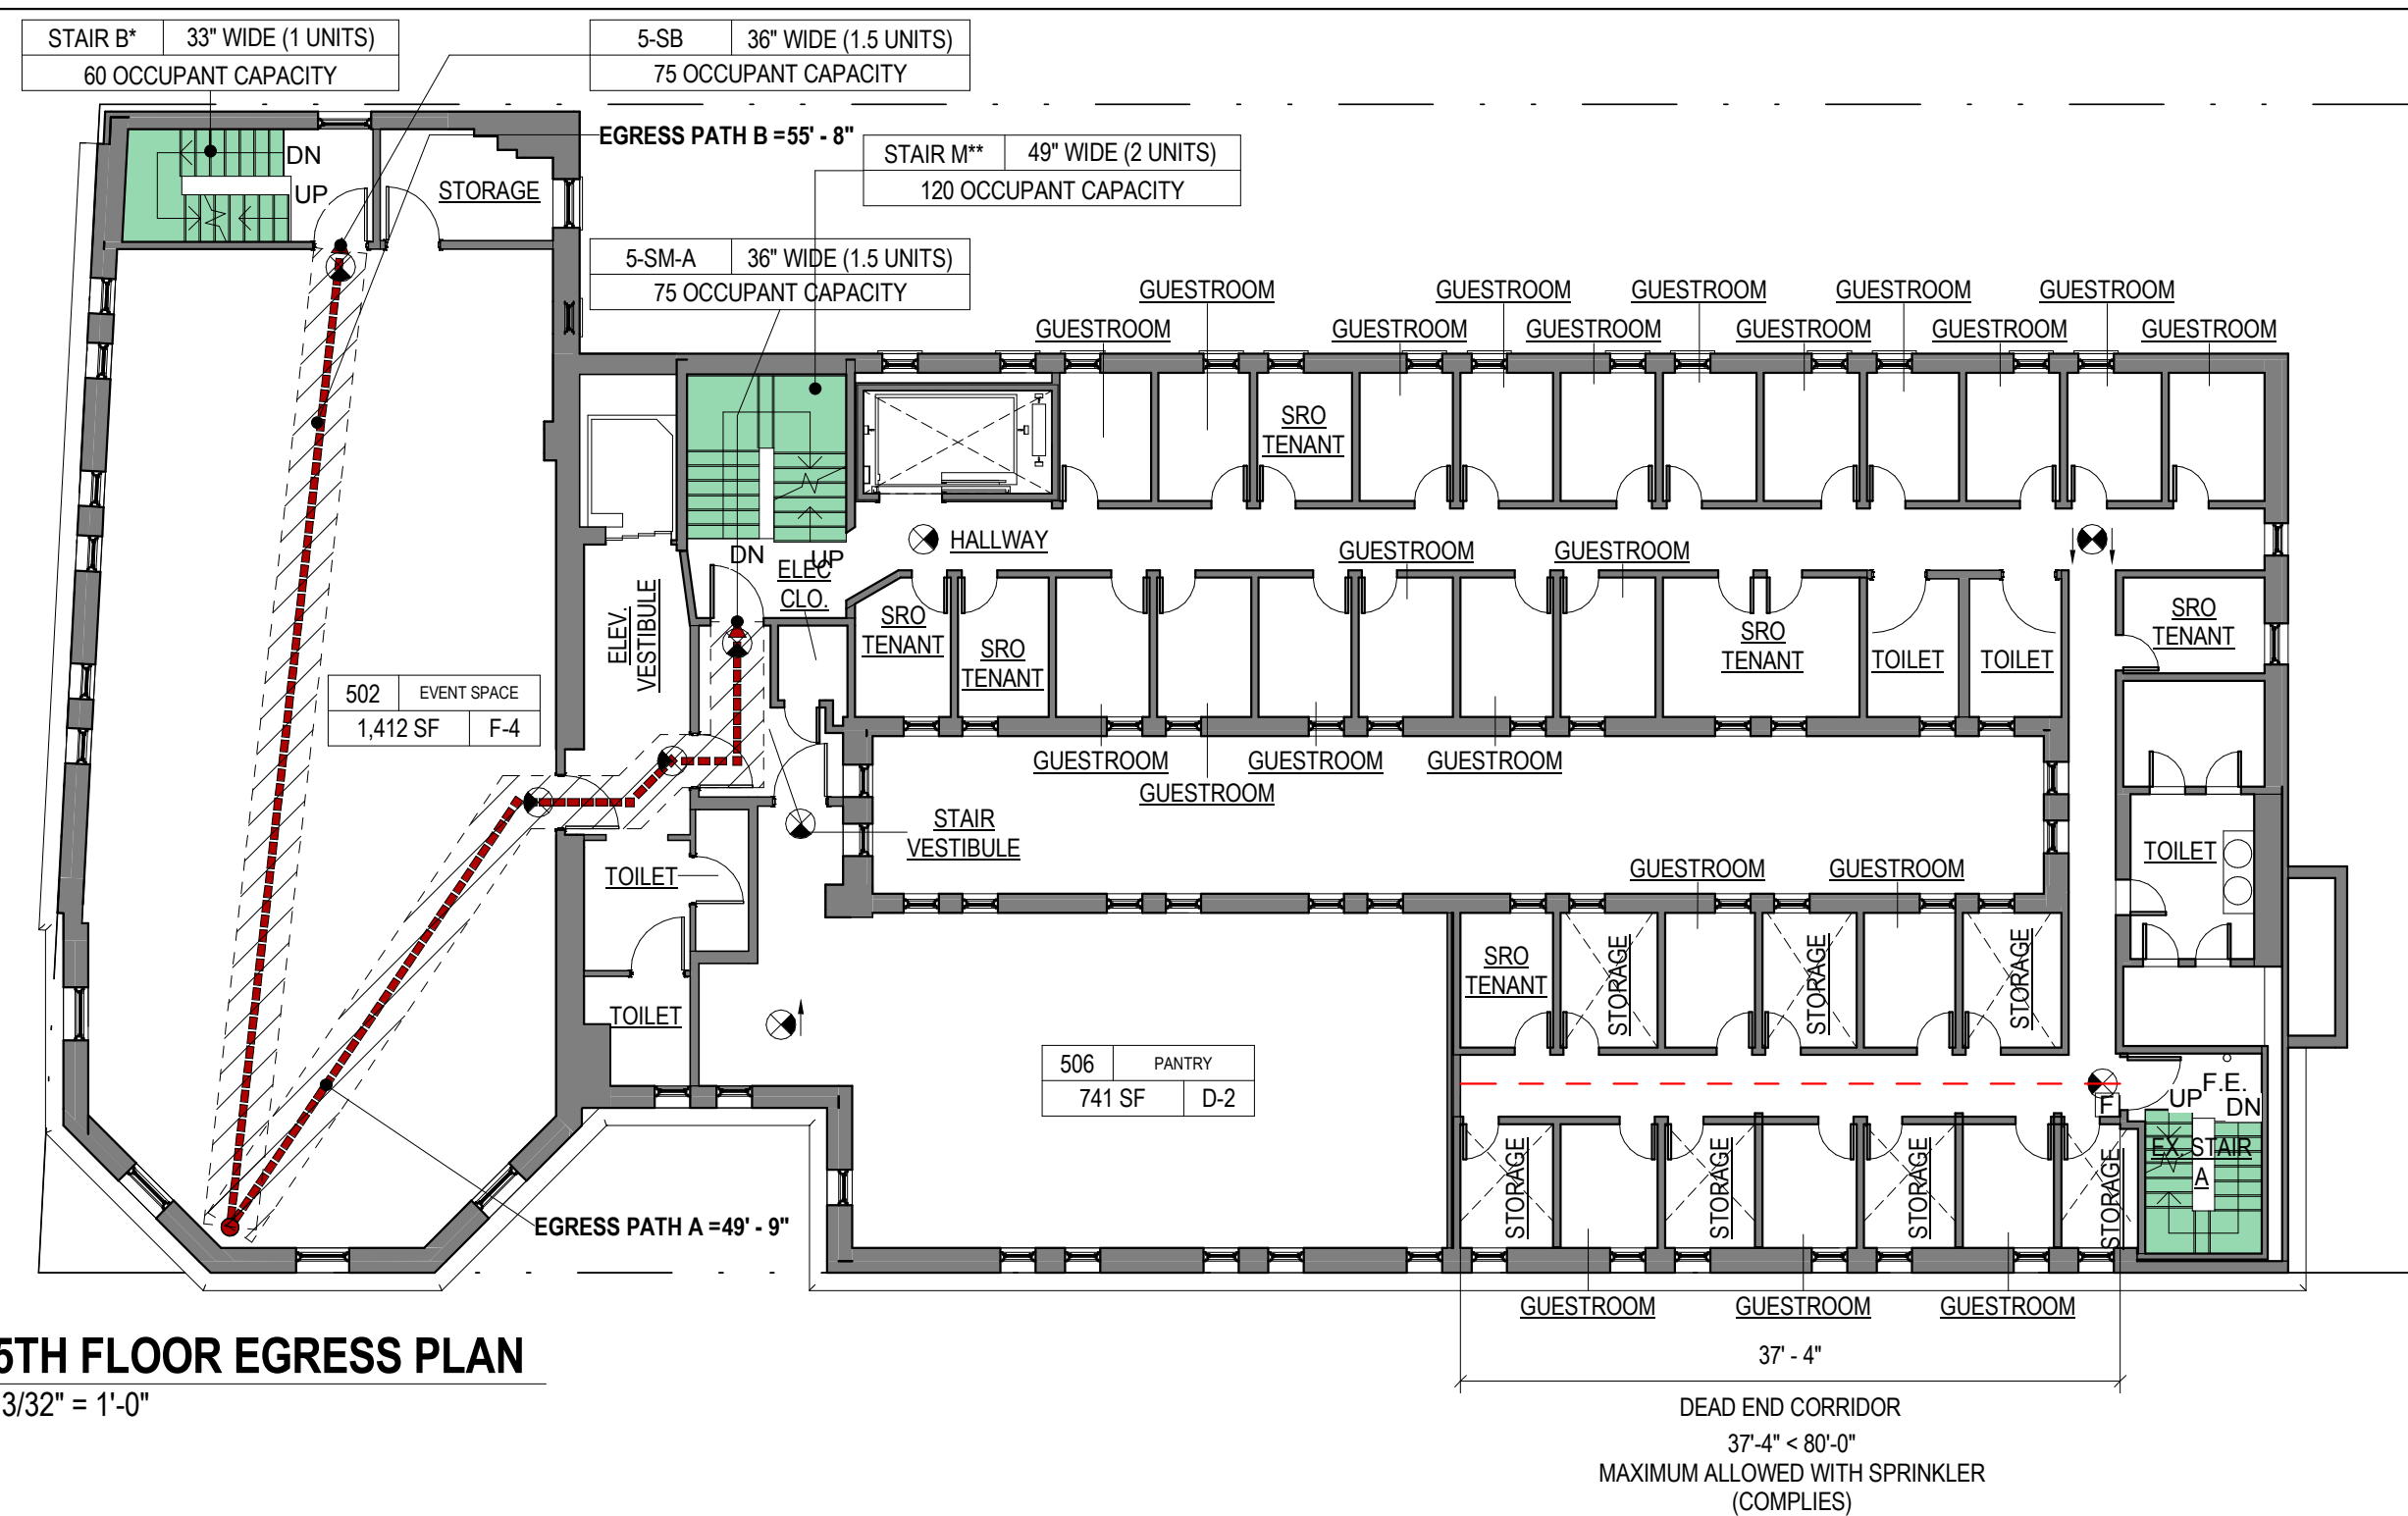 STAIR B* 33" WIDE (1 UNITS)
60 OCCUPANT CAPACITY
5-SB 36" WIDE (1.5 UNITS)
75 OCCUPANT CAPACITY
EGRESS PATH B =55' - 8"
STAIR M** 49" WIDE (2 UNITS)
120 OCCUPANT CAPACITY
DN
UP
STORAGE
5-SM-A 36" WIDE (1.5 UNITS)
75 OCCUPANT CAPACITY
GUESTROOM GUESTROOM GUESTROOM GUESTROOM GUESTROOM
GUESTROOM GUESTROOM GUESTROOM GUESTROOM GUESTROOM GUESTROOM
SRO
TENANT
HALLWAY
DN
UP
ELEC
CLO.
ELEV.
VESTIBULE
GUESTROOM GUESTROOM
SRO
TENANT
SRO
TENANT
SRO
TENANT
TOILET
TOILET
SRO
TENANT
502 EVENT SPACE
1,412 SF F-4
GUESTROOM GUESTROOM GUESTROOM
GUESTROOM
STAIR
VESTIBULE
TOILET
GUESTROOM GUESTROOM
TOILET
SRO
TENANT
STORAGE
STORAGE
STORAGE
TOILET
506 PANTRY
741 SF D-2
F
UP
F.E.
DN
EX. STAIR
A
STORAGE
STORAGE
STORAGE
STORAGE
EGRESS PATH A =49' - 9"
GUESTROOM GUESTROOM GUESTROOM
5TH FLOOR EGRESS PLAN
3/32" = 1'-0"
37' - 4"
DEAD END CORRIDOR
37'-4" < 80'-0"
MAXIMUM ALLOWED WITH SPRINKLER
(COMPLIES)